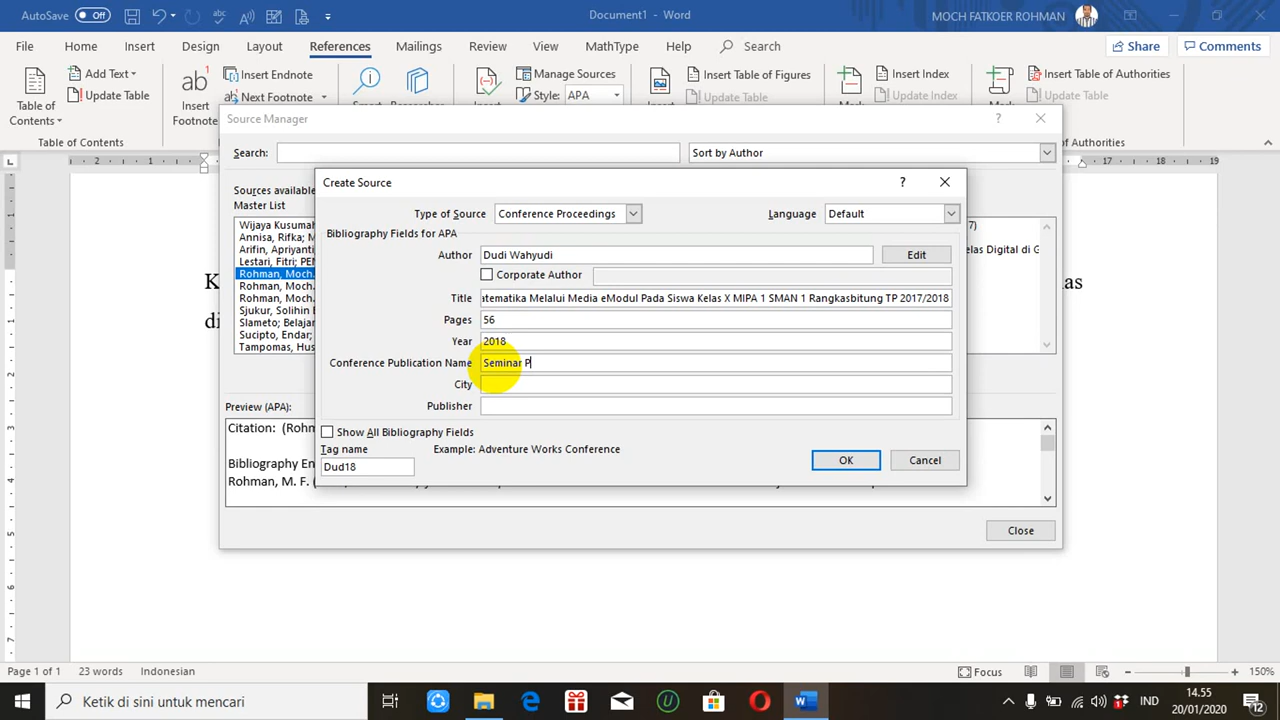 AutoSave Off
Document1 - Word
MOCH FATKOER ROHMAN
File Home Insert Design Layout References Mailings Review View MathType Help Search Share Comments
Table of Contents
Add Text
Update Table
Table of Contents
ab
Insert Footnote
Insert Endnote
Next Footnote
Manage Sources
Style: APA
Insert Table of Figures
Update Table
Insert Index
Update Index
Insert Table of Authorities
Update Table
of Authorities
Source Manager
Search:
Sort by Author
Sources available
Master List
Wijaya Kusumah
Annisa, Rifka;
Arifin, Apriyanti
Lestari, Fitri; PEM
Rohman, Moch.
Rohman, Moch.
Rohman, Moch.
Sjukur, Solihin
Slameto; Belajar
Sucipto, Endar;
Tampomas, Hus
7)
elas Digital di G
Create Source
Type of Source Conference Proceedings
Language Default
Bibliography Fields for APA
Author Dudi Wahyudi Edit
Corporate Author
Title atematika Melalui Media eModul Pada Siswa Kelas X MIPA 1 SMAN 1 Rangkasbitung TP 2017/2018
Pages 56
Year 2018
Conference Publication Name Seminar P
City
Publisher
Show All Bibliography Fields
Tag name Example: Adventure Works Conference
Dud18
OK Cancel
Preview (APA):
Citation: (Rohm
Bibliography En
Rohman, M. F. (
Close
K
as
di
Page 1 of 1 23 words Indonesian
Focus 150%
Ketik di sini untuk mencari
IND
14.55
20/01/2020
12